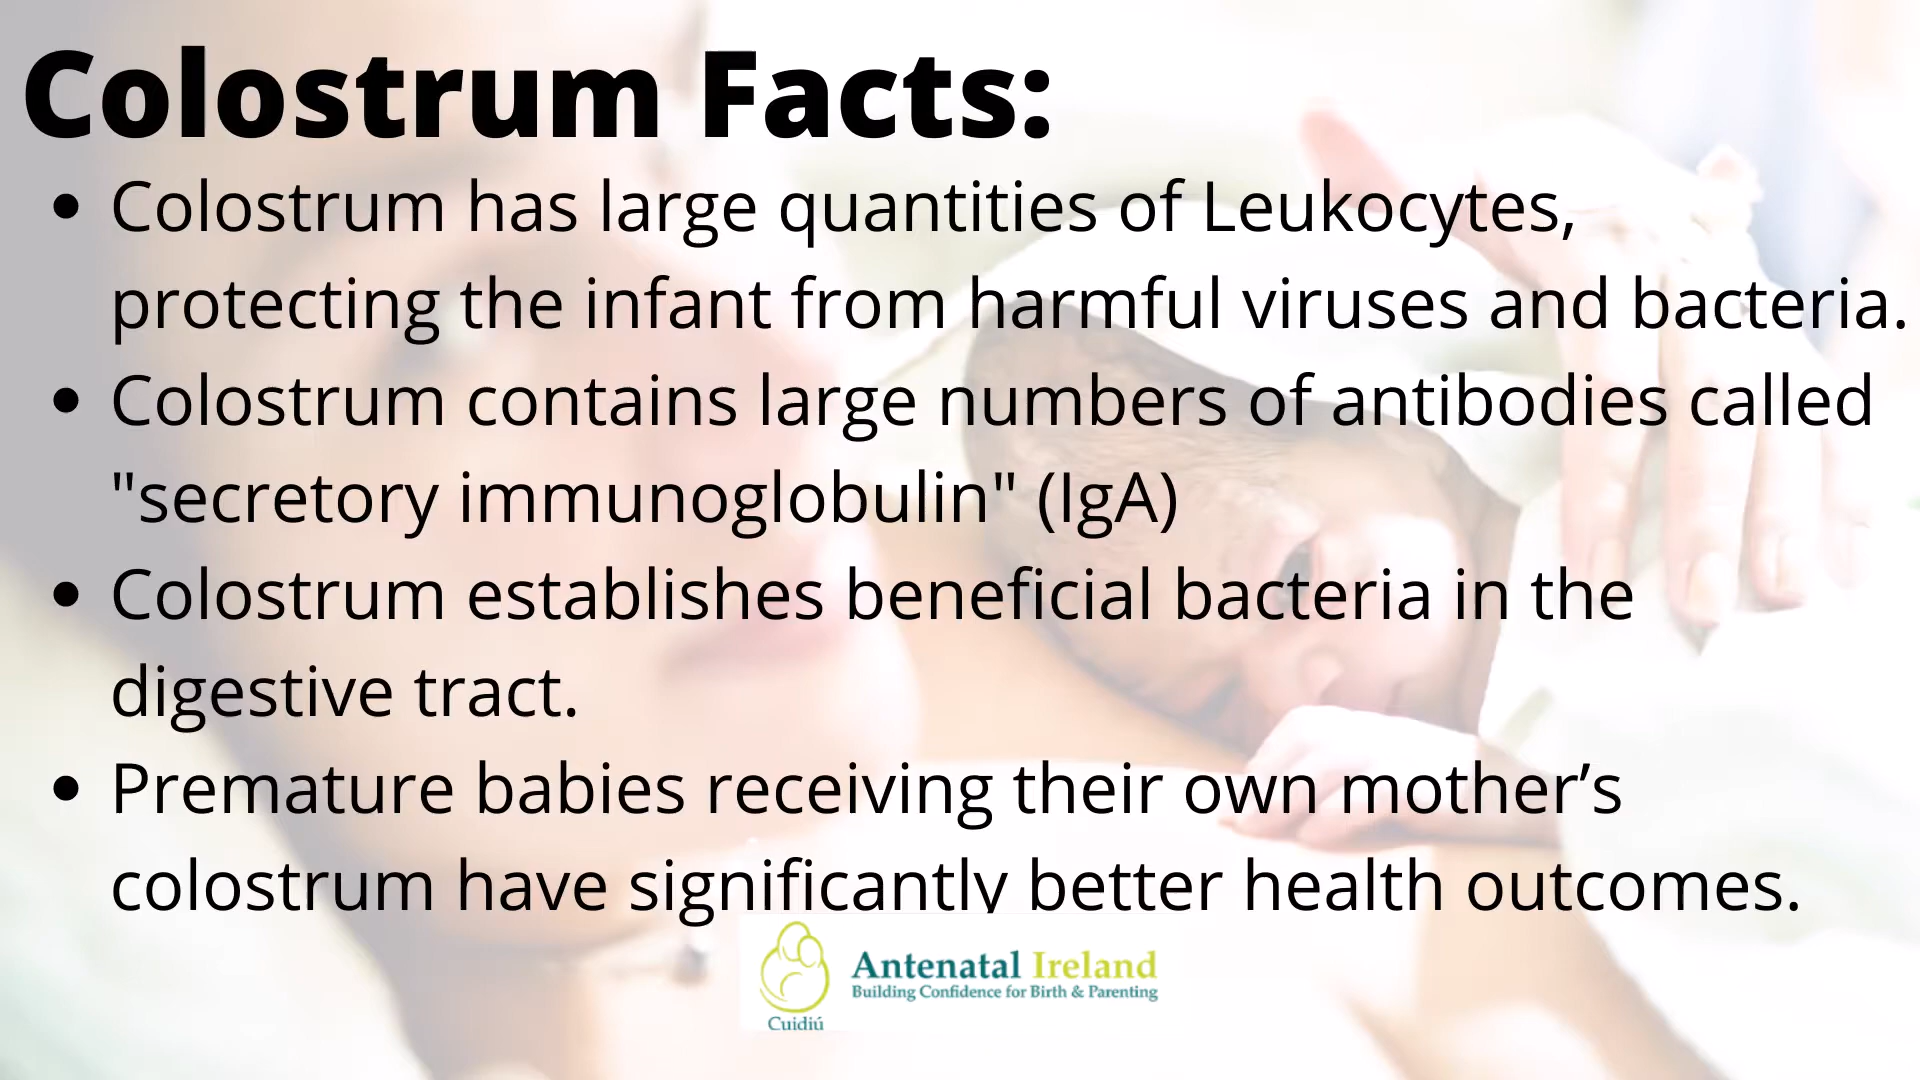 Colostrum Facts:
• Colostrum has large quantities of Leukocytes,
protecting the infant from harmful viruses and bacteria.
• Colostrum contains large numbers of antibodies called
"secretory immunoglobulin" (IgA)
• Colostrum establishes beneficial bacteria in the
digestive tract.
• Premature babies receiving their own mother’s
colostrum have significantly better health outcomes.
Antenatal Ireland
Building Confidence for Birth & Parenting
Cuidiú